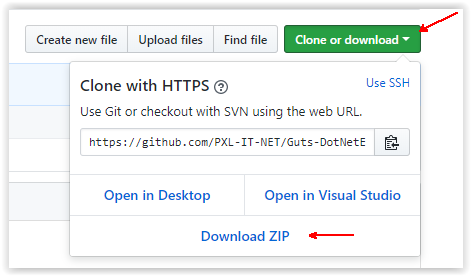 Create new file Upload files Find file Clone or download
Clone with HTTPS Use SSH
Use Git or checkout with SVN using the web URL.
https://github.com/PXL-IT-NET/Guts-DotNetE
Open in Desktop Open in Visual Studio
Download ZIP